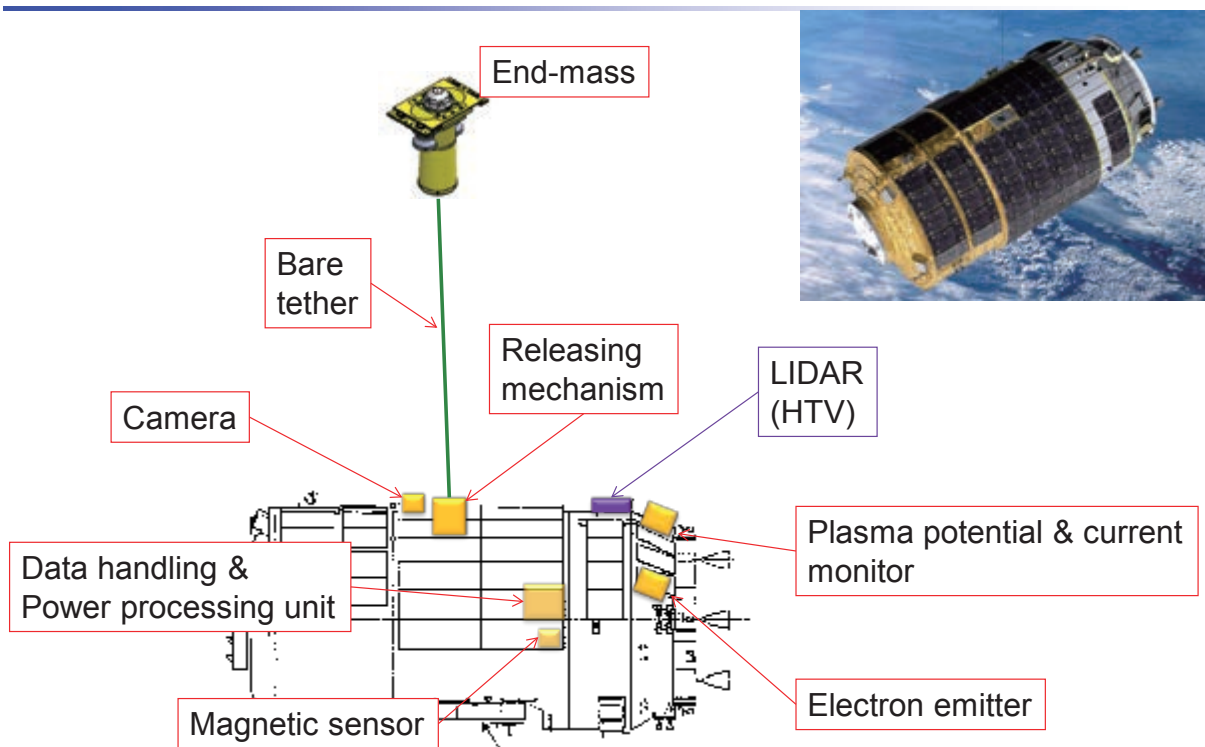 End-mass
Bare
tether
Releasing
mechanism
LIDAR
(HTV)
Camera
Plasma potential & current
monitor
Data handling &
Power processing unit
Electron emitter
Magnetic sensor